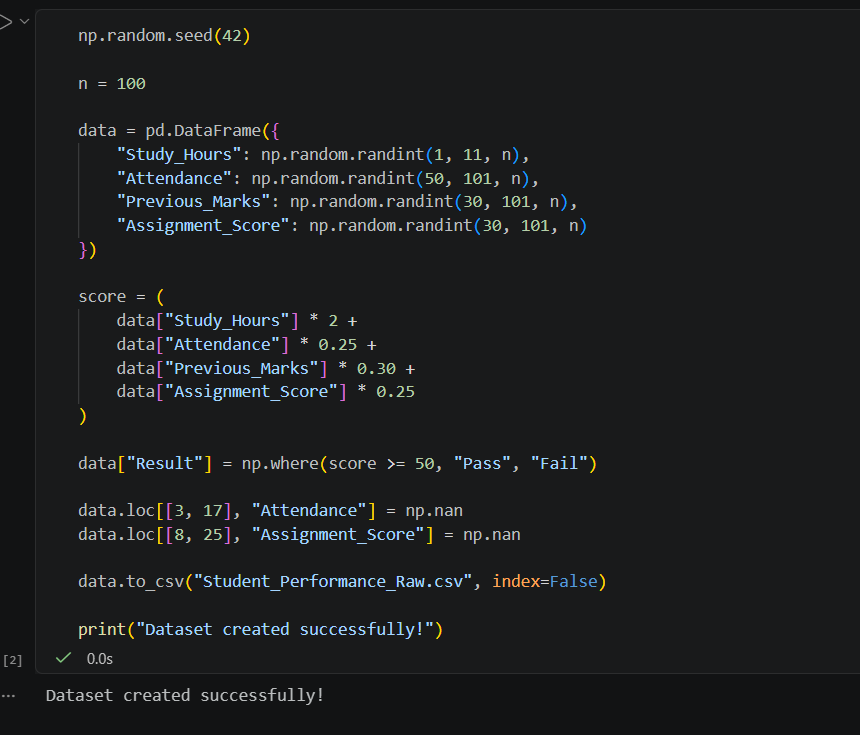 np.random.seed(42)
n = 100
data = pd.DataFrame({
    "Study_Hours": np.random.randint(1, 11, n),
    "Attendance": np.random.randint(50, 101, n),
    "Previous_Marks": np.random.randint(30, 101, n),
    "Assignment_Score": np.random.randint(30, 101, n)
})
score = (
    data["Study_Hours"] * 2 +
    data["Attendance"] * 0.25 +
    data["Previous_Marks"] * 0.30 +
    data["Assignment_Score"] * 0.25
)
data["Result"] = np.where(score >= 50, "Pass", "Fail")
data.loc[[3, 17], "Attendance"] = np.nan
data.loc[[8, 25], "Assignment_Score"] = np.nan
data.to_csv("Student_Performance_Raw.csv", index=False)
print("Dataset created successfully!")
[2]
0.0s
Dataset created successfully!